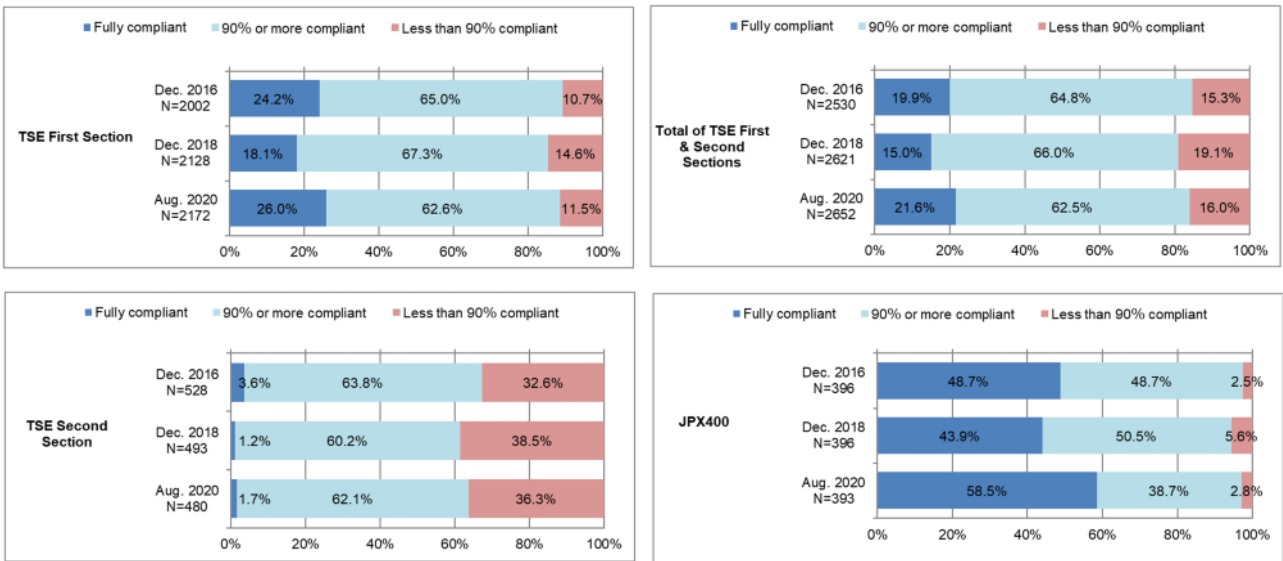 Fully compliant 90% or more compliant Less than 90% compliant
TSE First Section
Dec. 2016
N=2002
24.2% 65.0% 10.7%
Dec. 2018
N=2128
18.1% 67.3% 14.6%
Aug. 2020
N=2172
26.0% 62.6% 11.5%
0% 20% 40% 60% 80% 100%
Fully compliant 90% or more compliant Less than 90% compliant
Total of TSE First
& Second
Sections
Dec. 2016
N=2530
19.9% 64.8% 15.3%
Dec. 2018
N=2621
15.0% 66.0% 19.1%
Aug. 2020
N=2652
21.6% 62.5% 16.0%
0% 20% 40% 60% 80% 100%
Fully compliant 90% or more compliant Less than 90% compliant
TSE Second
Section
Dec. 2016
N=528
3.6% 63.8% 32.6%
Dec. 2018
N=493
1.2% 60.2% 38.5%
Aug. 2020
N=480
1.7% 62.1% 36.3%
0% 20% 40% 60% 80% 100%
Fully compliant 90% or more compliant Less than 90% compliant
JPX400
Dec. 2016
N=396
48.7% 48.7% 2.5%
Dec. 2018
N=396
43.9% 50.5% 5.6%
Aug. 2020
N=393
58.5% 38.7% 2.8%
0% 20% 40% 60% 80% 100%